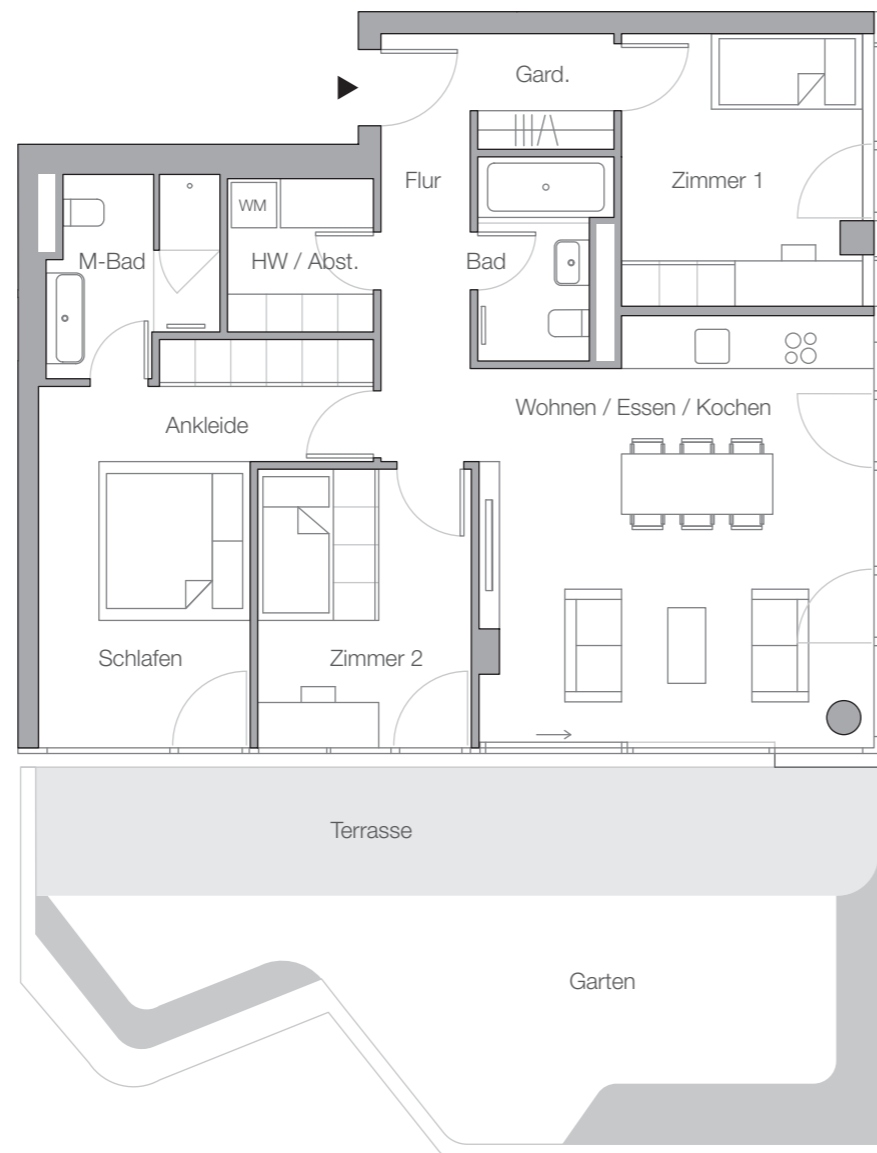 Gard.
Flur
Zimmer 1
WM
M-Bad
HW / Abst.
Bad
Wohnen / Essen / Kochen
Ankleide
Schlafen
Zimmer 2
Terrasse
Garten